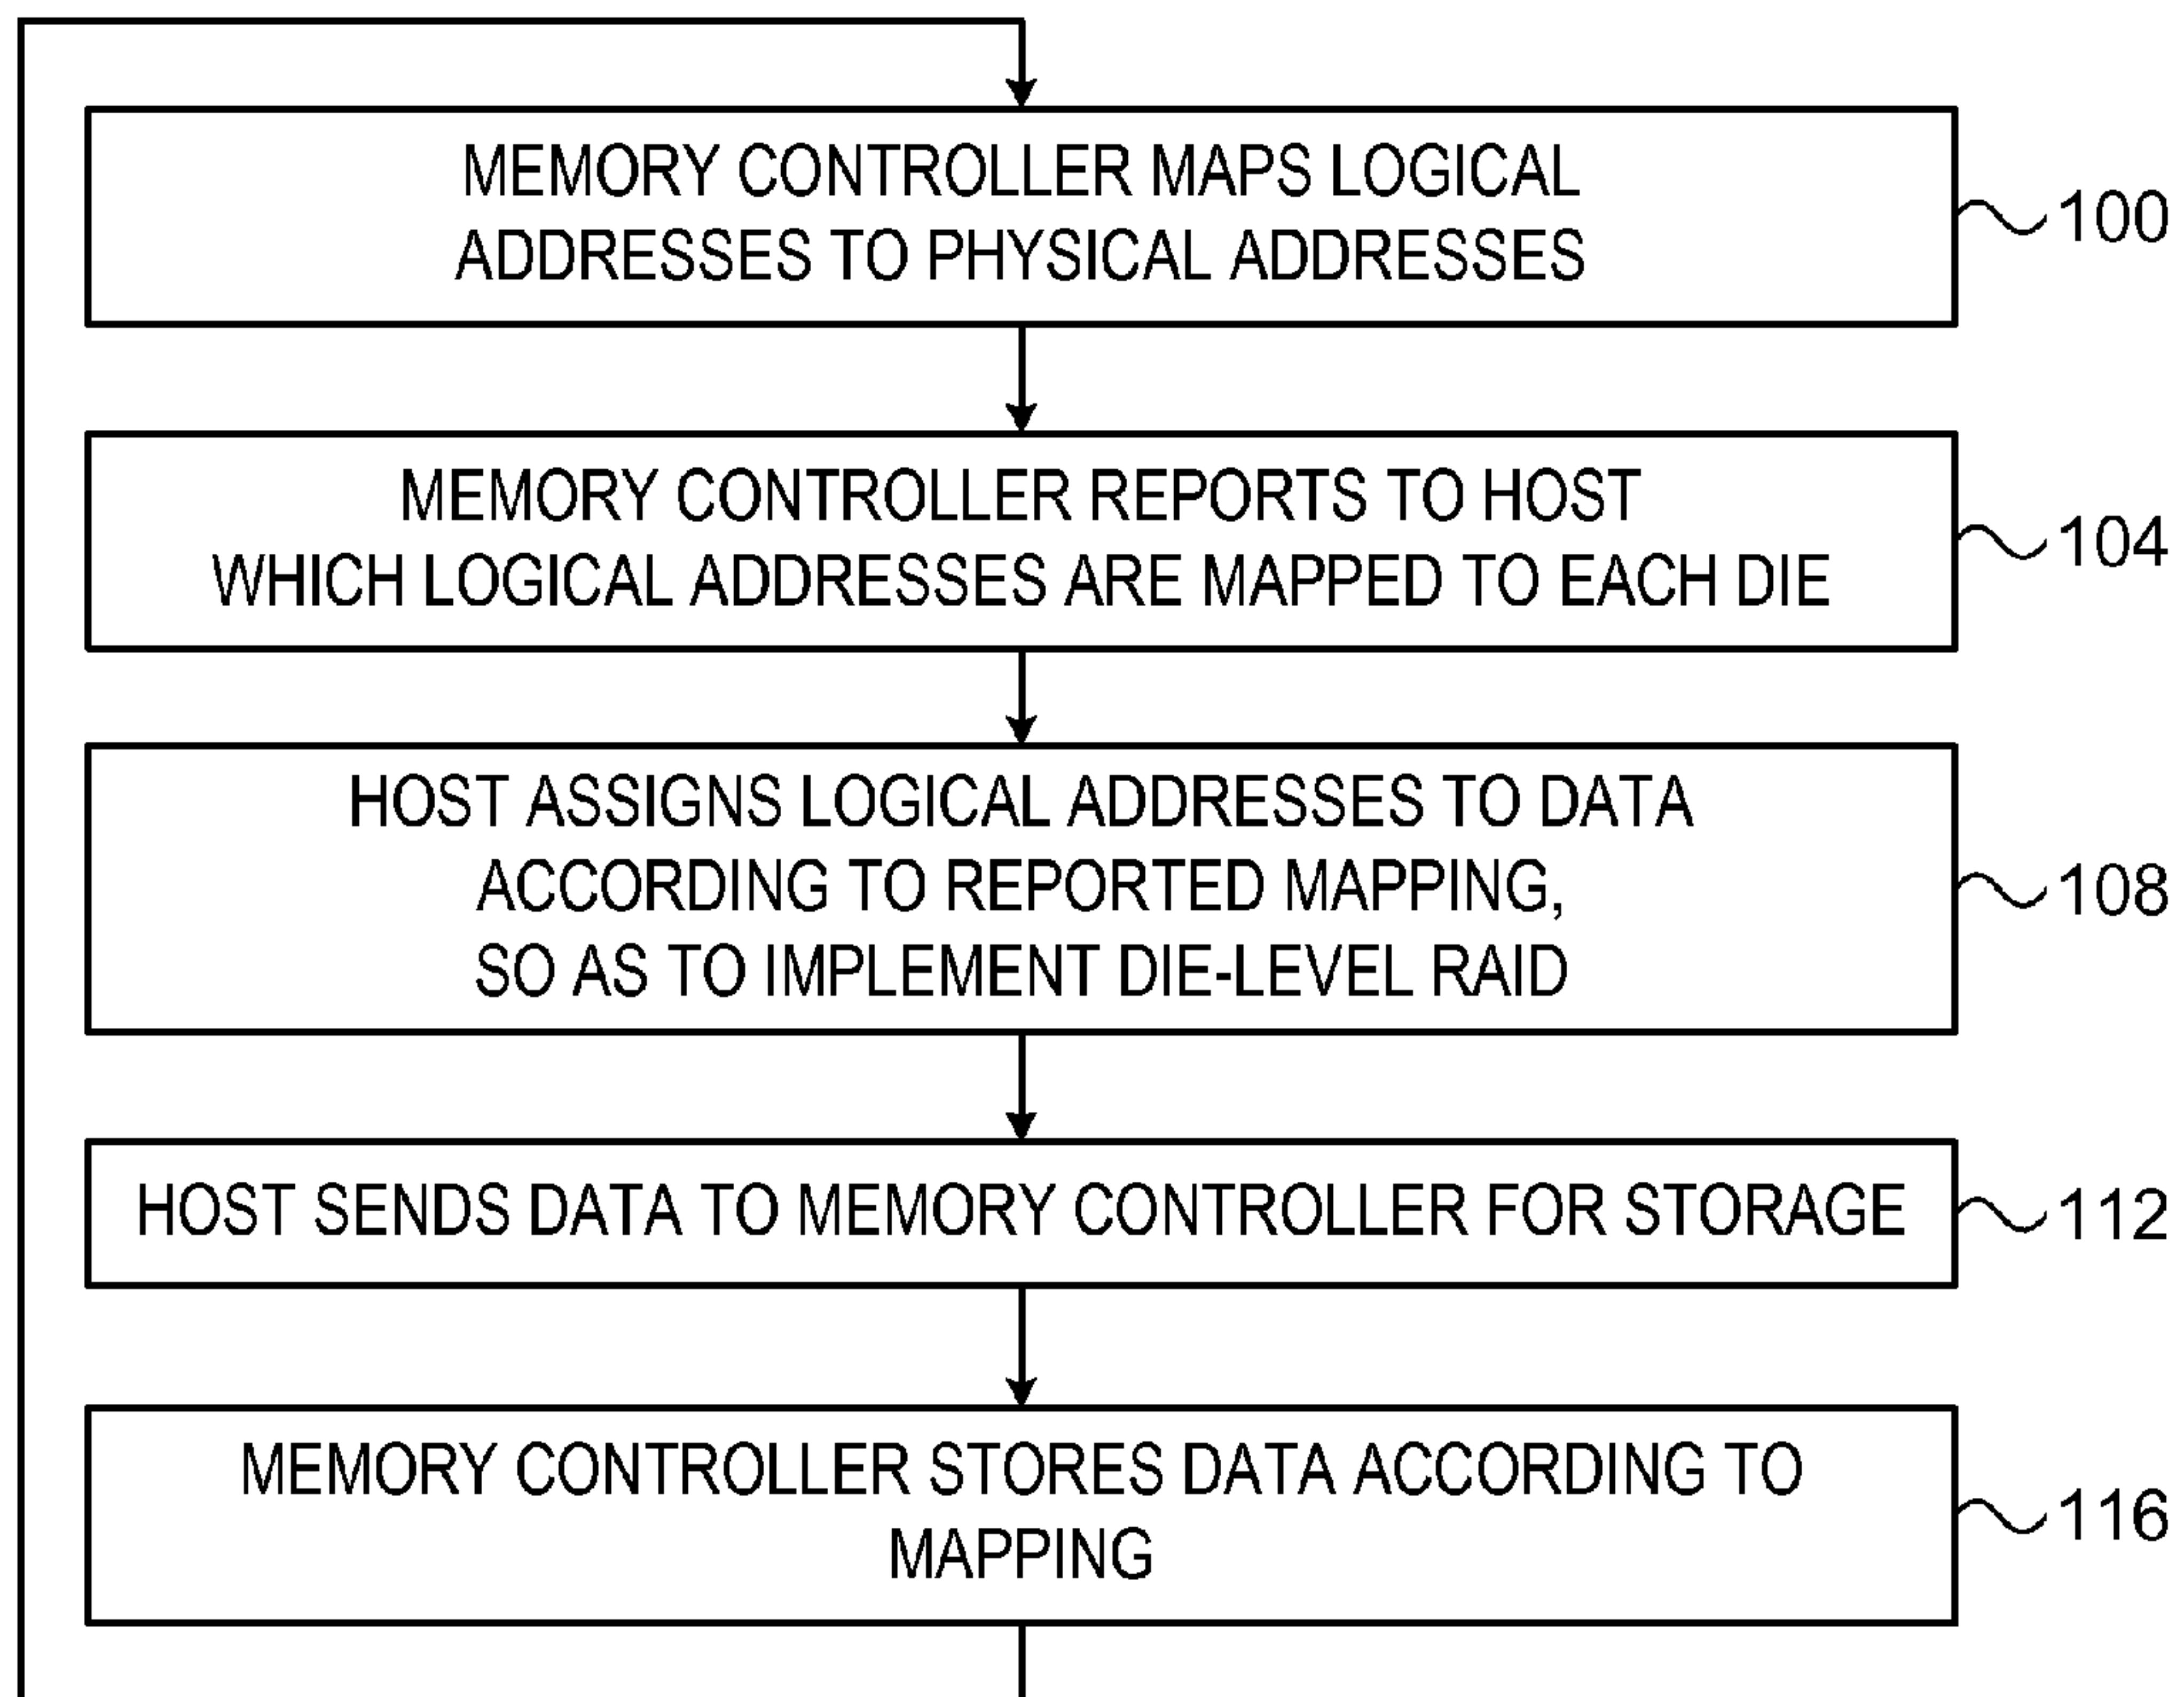 MEMORY CONTROLLER MAPS LOGICAL
ADDRESSES TO PHYSICAL ADDRESSES
100
MEMORY CONTROLLER REPORTS TO HOST
WHICH LOGICAL ADDRESSES ARE MAPPED TO EACH DIE
104
HOST ASSIGNS LOGICAL ADDRESSES TO DATA
ACCORDING TO REPORTED MAPPING,
SO AS TO IMPLEMENT DIE-LEVEL RAID
108
HOST SENDS DATA TO MEMORY CONTROLLER FOR STORAGE
112
MEMORY CONTROLLER STORES DATA ACCORDING TO
MAPPING
116